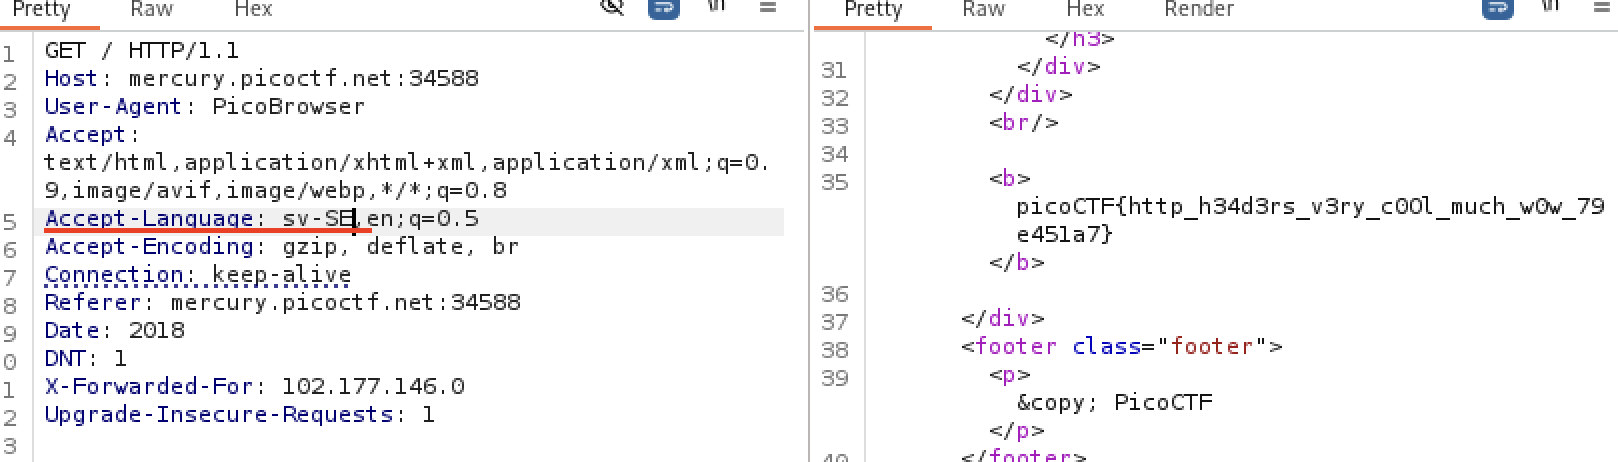 Pretty Raw Hex \n
1 GET / HTTP/1.1
2 Host: mercury.picoctf.net:34588
3 User-Agent: PicoBrowser
4 Accept:
text/html,application/xhtml+xml,application/xml;q=0.
9,image/avif,image/webp,*/*;q=0.8
5 Accept-Language: sv-SE,en;q=0.5
6 Accept-Encoding: gzip, deflate, br
7 Connection: keep-alive
8 Referer: mercury.picoctf.net:34588
9 Date: 2018
0 DNT: 1
1 X-Forwarded-For: 102.177.146.0
2 Upgrade-Insecure-Requests: 1
3
Pretty Raw Hex Render \n
</h3>
31 </div>
32 </div>
33 <br/>
34
35 <b>
picoCTF{http_h34d3rs_v3ry_c00l_much_w0w_79
e451a7}
</b>
36
37 </div>
38 <footer class="footer">
39 <p>
&copy; PicoCTF
</p>
40 </footer>